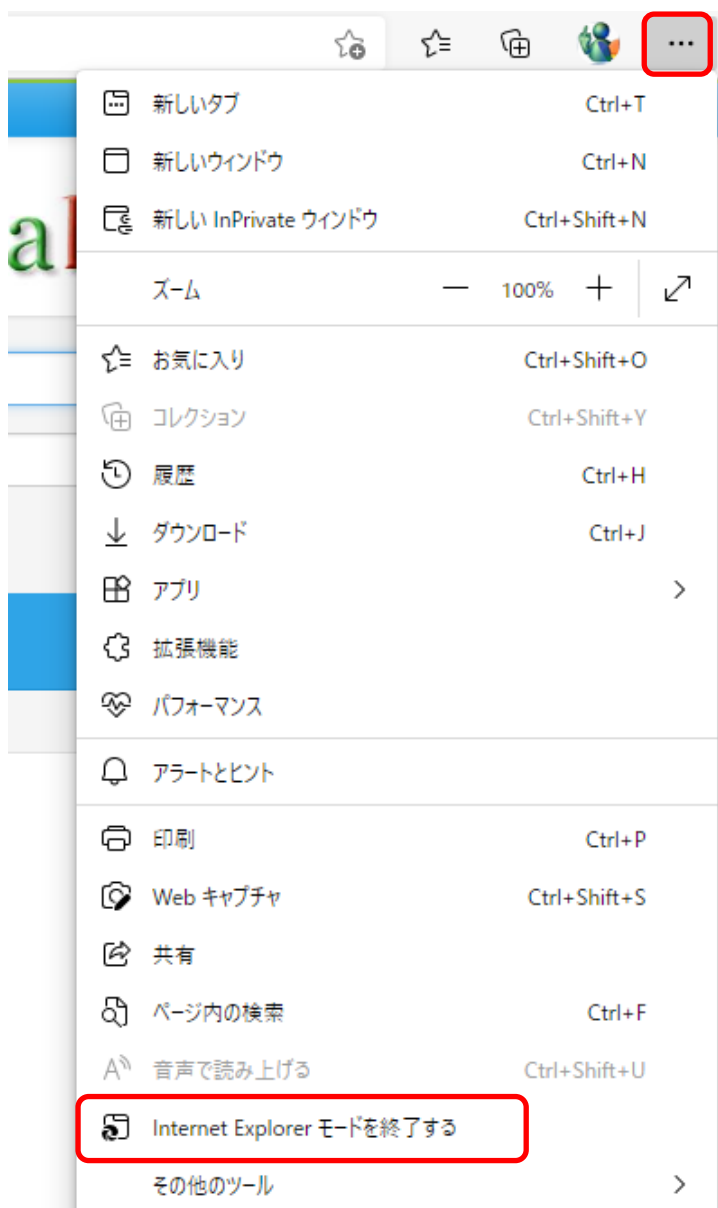 al
新しいタブ Ctrl+T
新しいウィンドウ Ctrl+N
新しい InPrivate ウィンドウ Ctrl+Shift+N
ズーム — 100% +
お気に入り Ctrl+Shift+O
コレクション Ctrl+Shift+Y
履歴 Ctrl+H
ダウンロード Ctrl+J
アプリ
拡張機能
パフォーマンス
アラートとヒント
印刷 Ctrl+P
Web キャプチャ Ctrl+Shift+S
共有
ページ内の検索 Ctrl+F
音声で読み上げる Ctrl+Shift+U
Internet Explorer モードを終了する
その他のツール